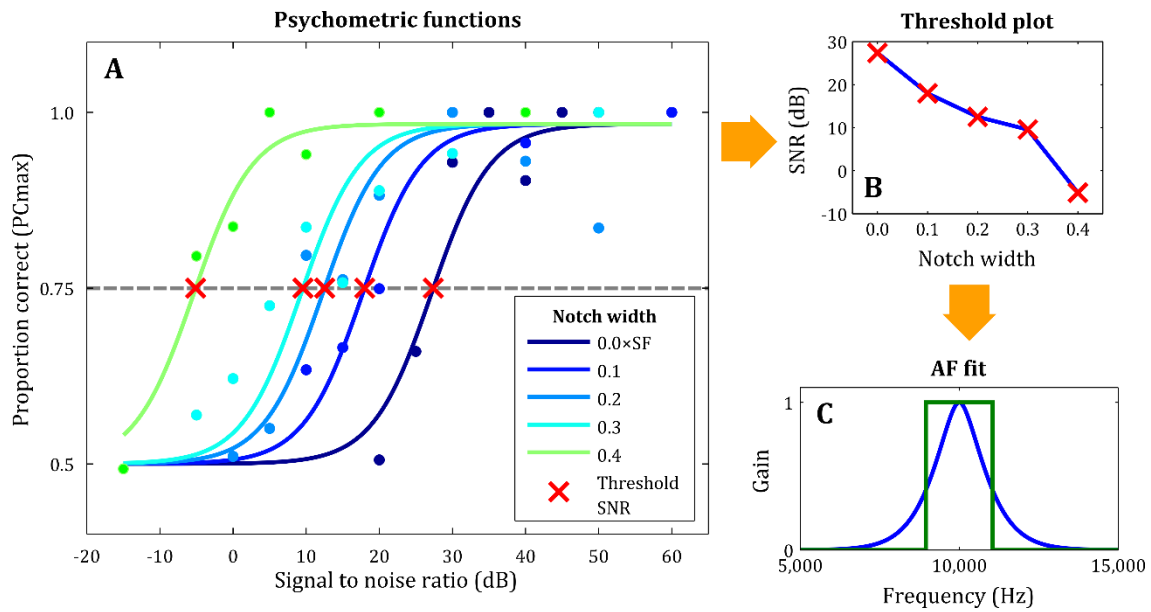 Psychometric functions
A
Proportion correct (PCmax)
1.0
0.75
0.5
-20
-10
0
10
20
30
40
50
60
Signal to noise ratio (dB)
Notch width
0.0×SF
0.1
0.2
0.3
0.4
Threshold
SNR
Threshold plot
SNR (dB)
30
20
10
0
-10
B
0.0
0.1
0.2
0.3
0.4
Notch width
AF fit
C
Gain
1
0
5,000
10,000
15,000
Frequency (Hz)